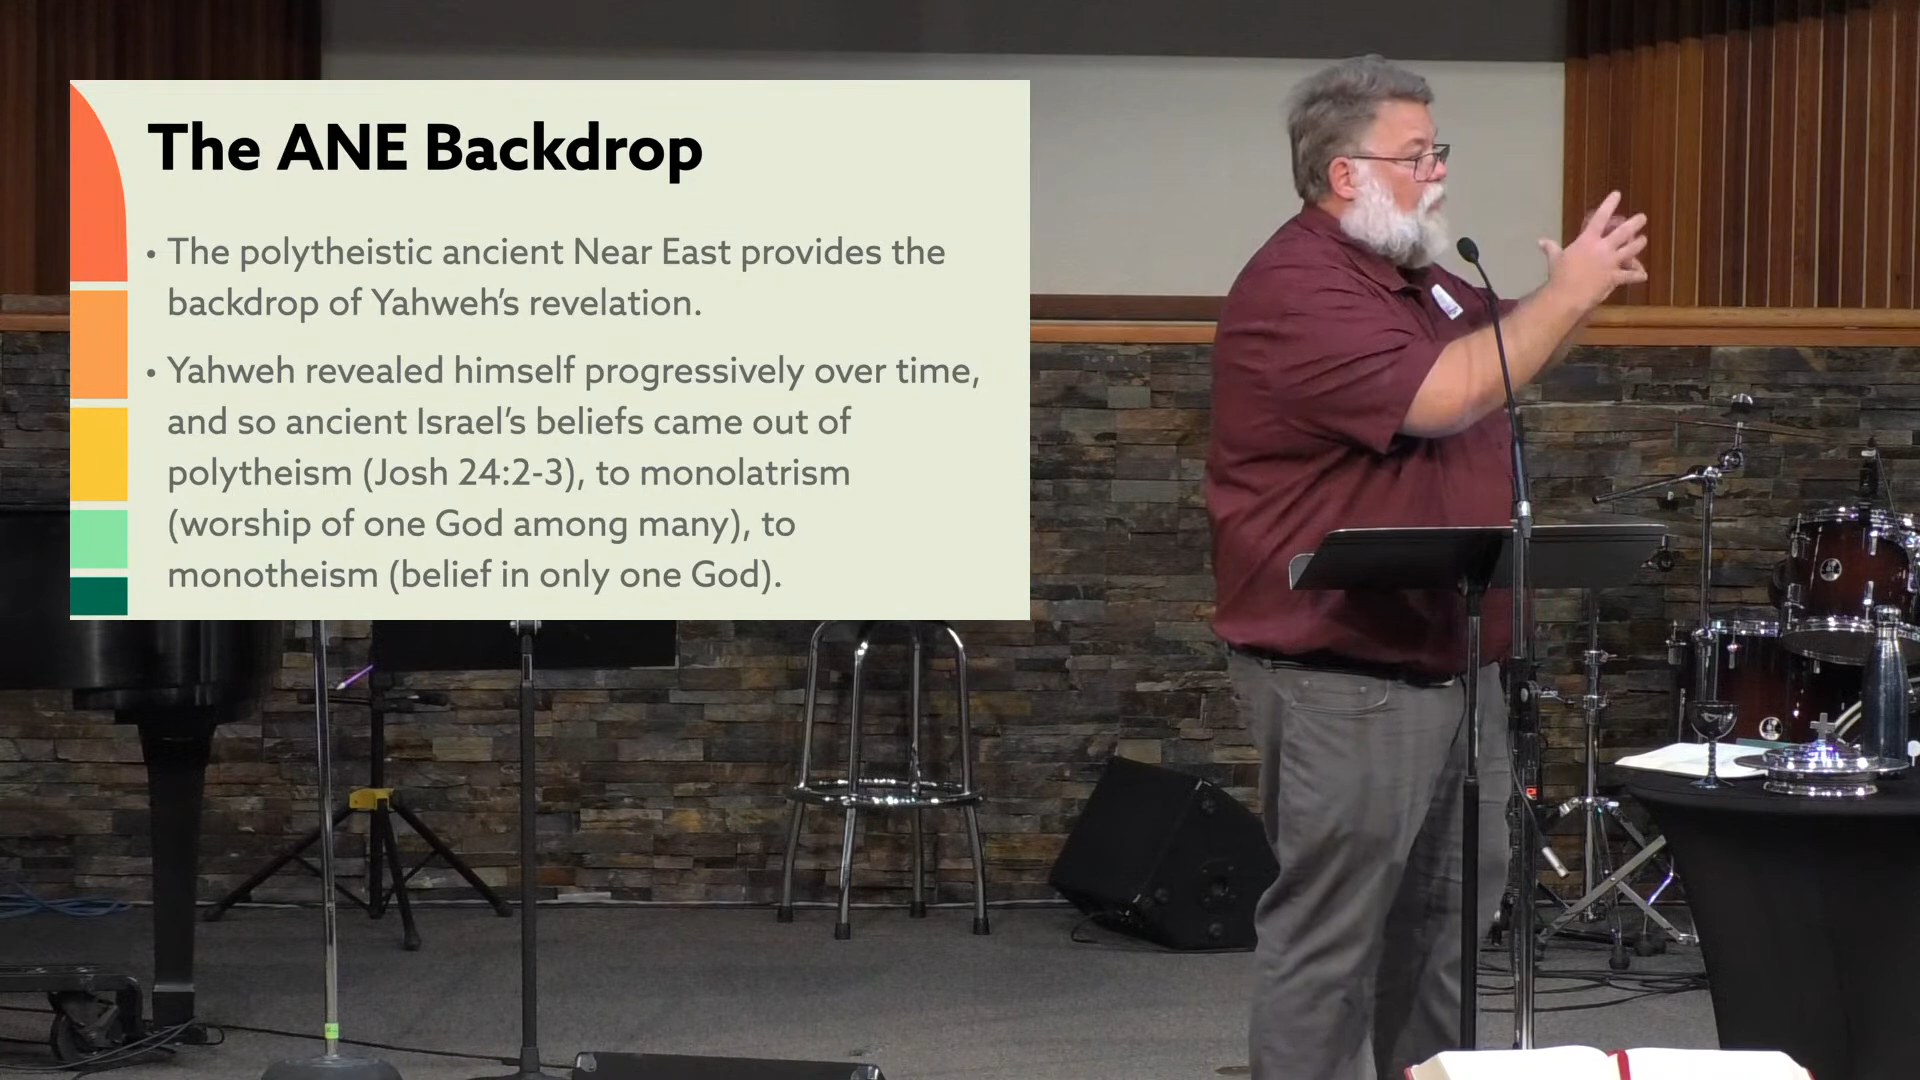 The ANE Backdrop
• The polytheistic ancient Near East provides the
backdrop of Yahweh's revelation.
• Yahweh revealed himself progressively over time,
and so ancient Israel's beliefs came out of
polytheism (Josh 24:2-3), to monolatrism
(worship of one God among many), to
monotheism (belief in only one God).